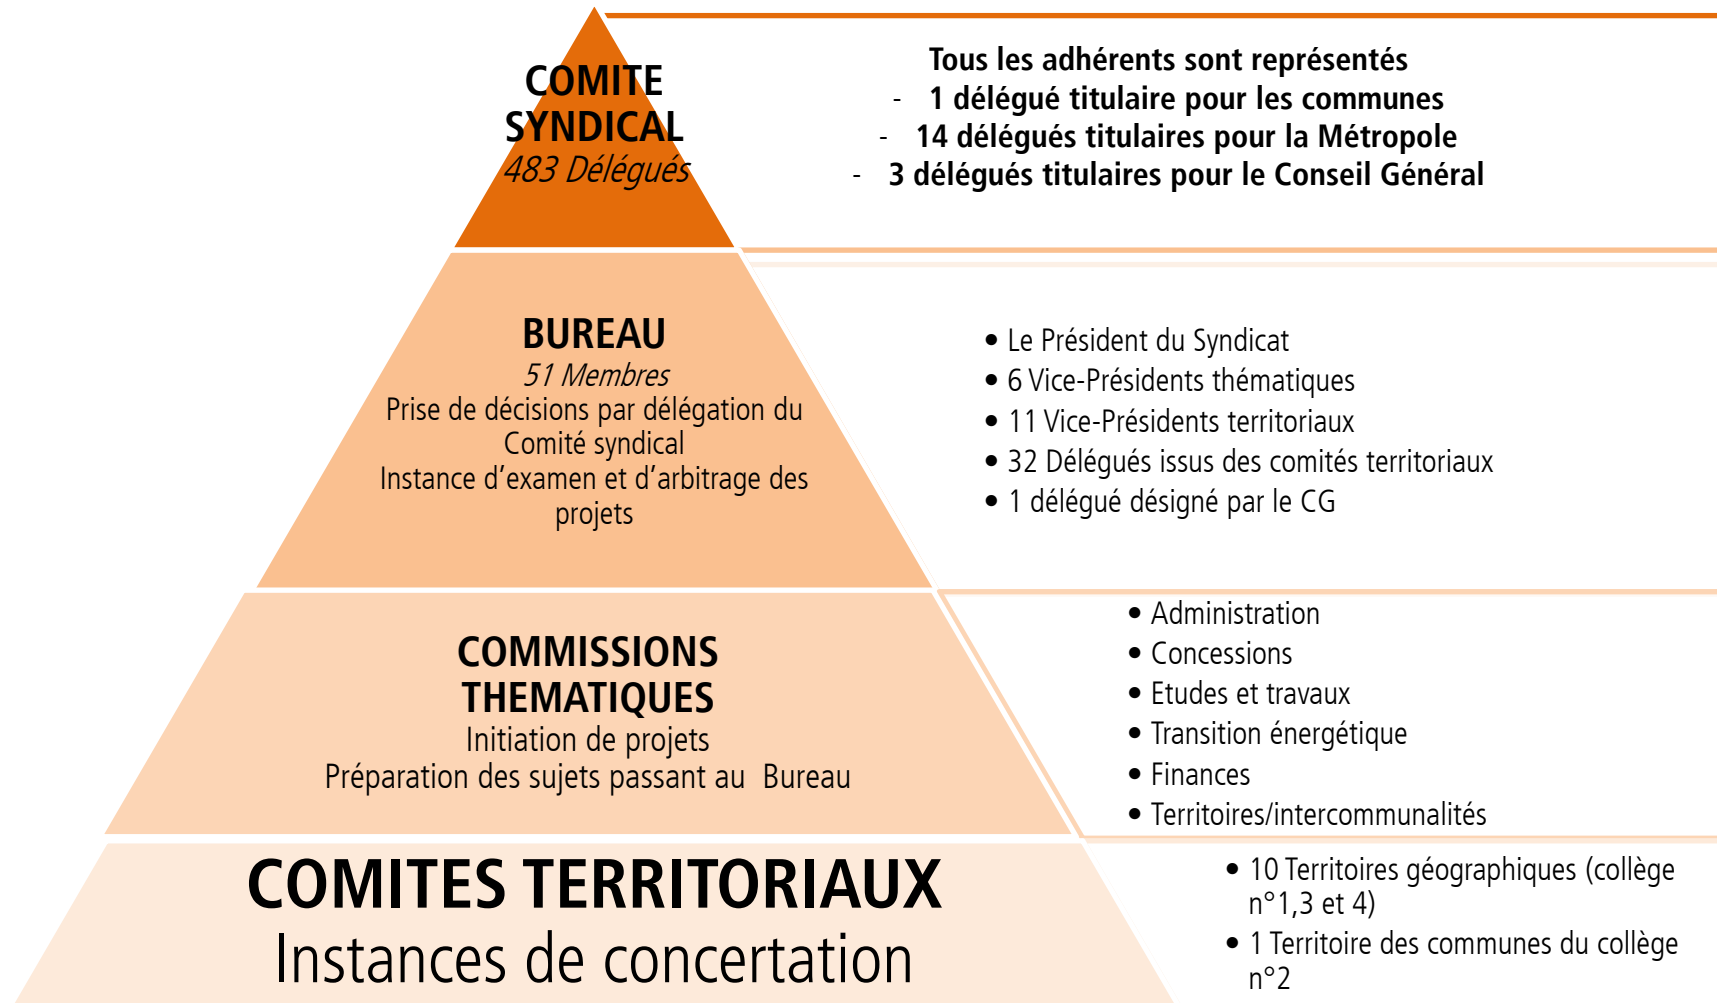 COMITE
SYNDICAL
483 Délégués
Tous les adhérents sont représentés
- 1 délégué titulaire pour les communes
- 14 délégués titulaires pour la Métropole
- 3 délégués titulaires pour le Conseil Général
BUREAU
51 Membres
Prise de décisions par délégation du
Comité syndical
Instance d’examen et d’arbitrage des
projets
• Le Président du Syndicat
• 6 Vice-Présidents thématiques
• 11 Vice-Présidents territoriaux
• 32 Délégués issus des comités territoriaux
• 1 délégué désigné par le CG
COMMISSIONS
THEMATIQUES
Initiation de projets
Préparation des sujets passant au  Bureau
• Administration
• Concessions
• Etudes et travaux
• Transition énergétique
• Finances
• Territoires/intercommunalités
COMITES TERRITORIAUX
Instances de concertation
• 10 Territoires géographiques (collège
n°1,3 et 4)
• 1 Territoire des communes du collège
n°2